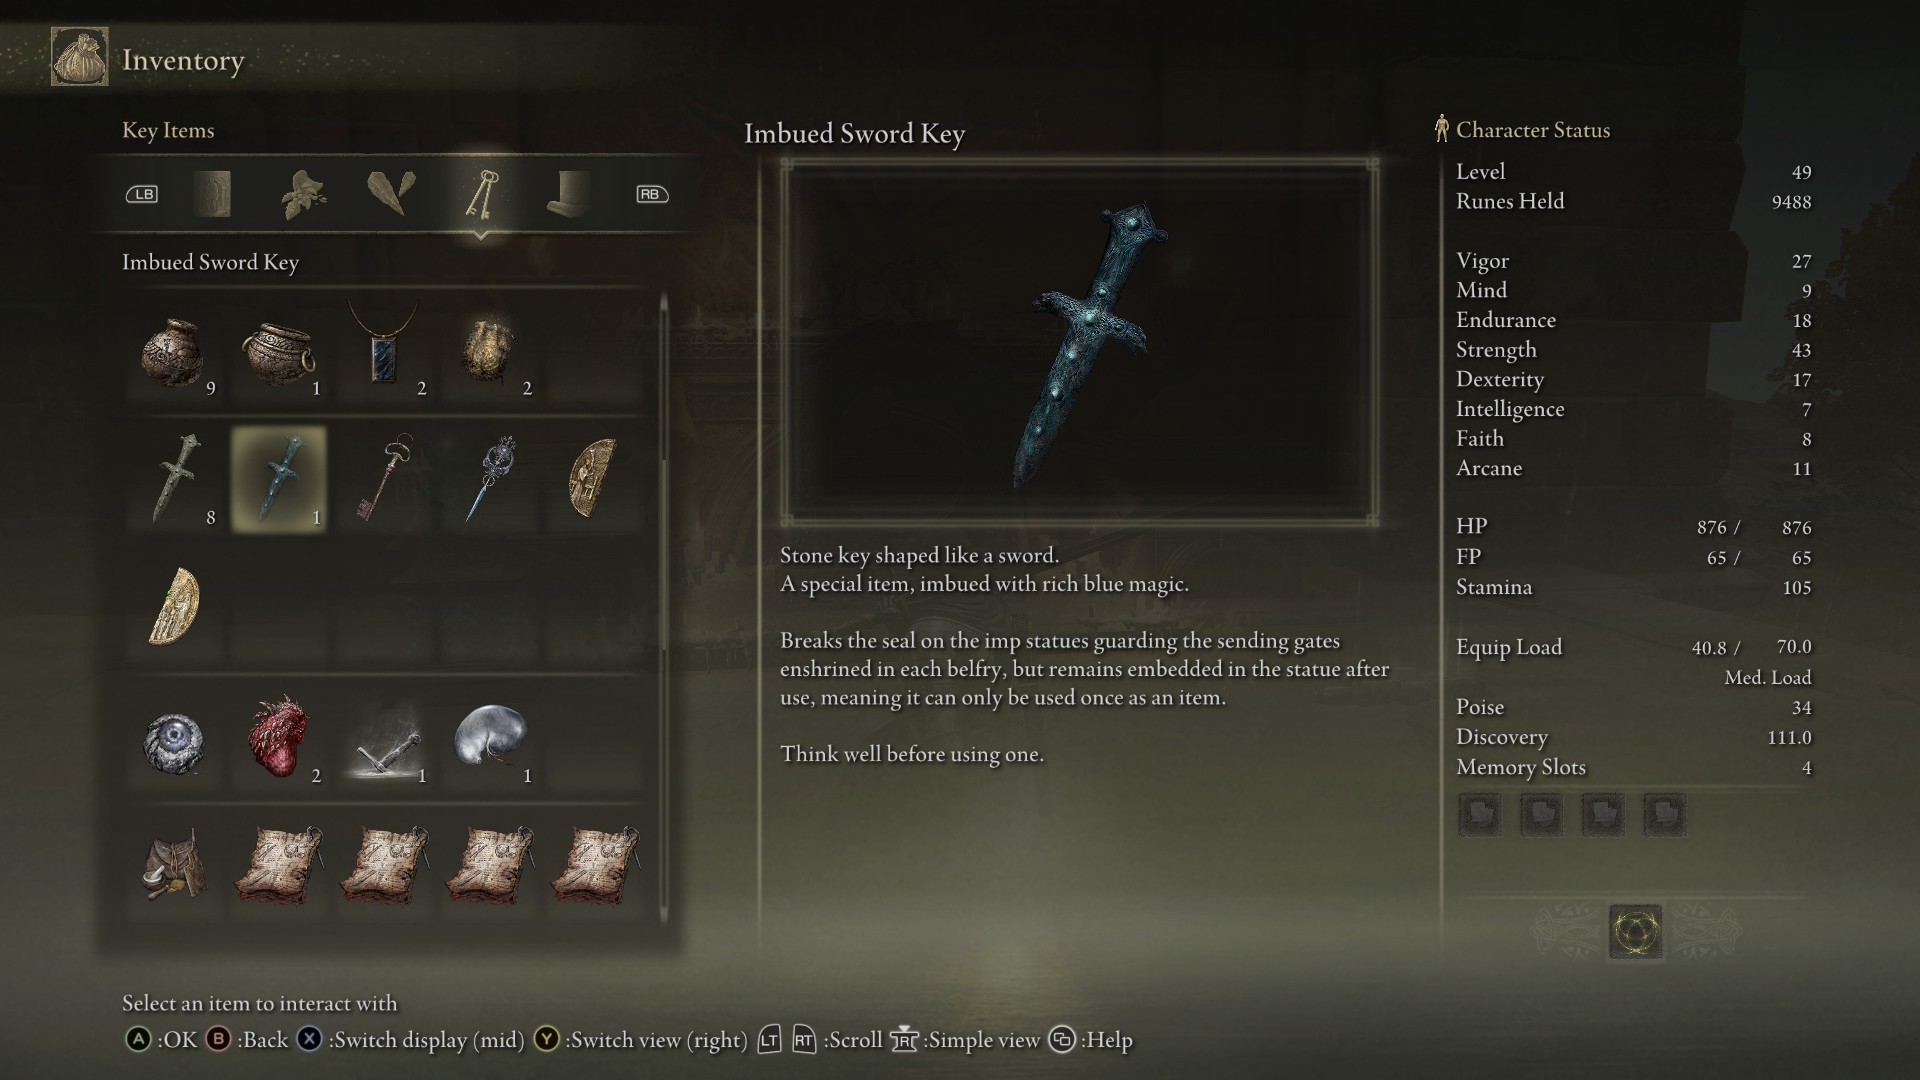 Inventory
Key Items
LB
RB
Imbued Sword Key
9
1
2
2
8
1
2
1
1
Imbued Sword Key
Stone key shaped like a sword.
A special item, imbued with rich blue magic.
Breaks the seal on the imp statues guarding the sending gates
enshrined in each belfry, but remains embedded in the statue after
use, meaning it can only be used once as an item.
Think well before using one.
Character Status
Level 49
Runes Held 9488
Vigor 27
Mind 9
Endurance 18
Strength 43
Dexterity 17
Intelligence 7
Faith 8
Arcane 11
HP 876 / 876
FP 65 / 65
Stamina 105
Equip Load 40.8 / 70.0
Med. Load
Poise 34
Discovery 111.0
Memory Slots 4
Select an item to interact with
A :OK B :Back X :Switch display (mid) Y :Switch view (right) LT RT :Scroll R :Simple view :Help